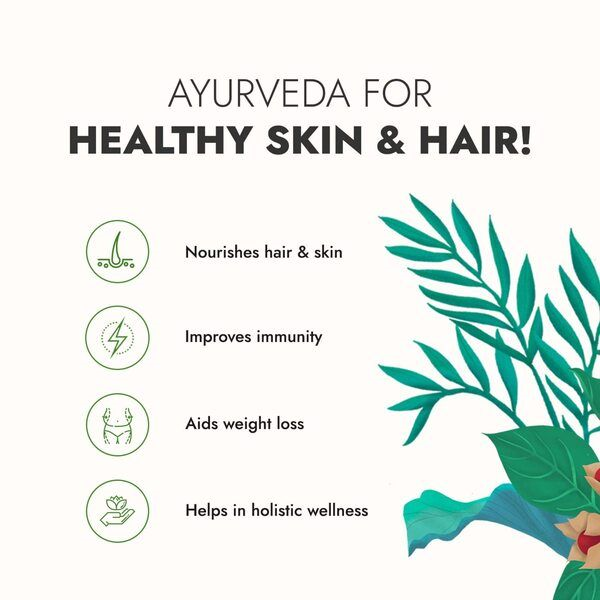 AYURVEDA FOR
HEALTHY SKIN & HAIR!
Nourishes hair & skin
Improves immunity
Aids weight loss
Helps in holistic wellness